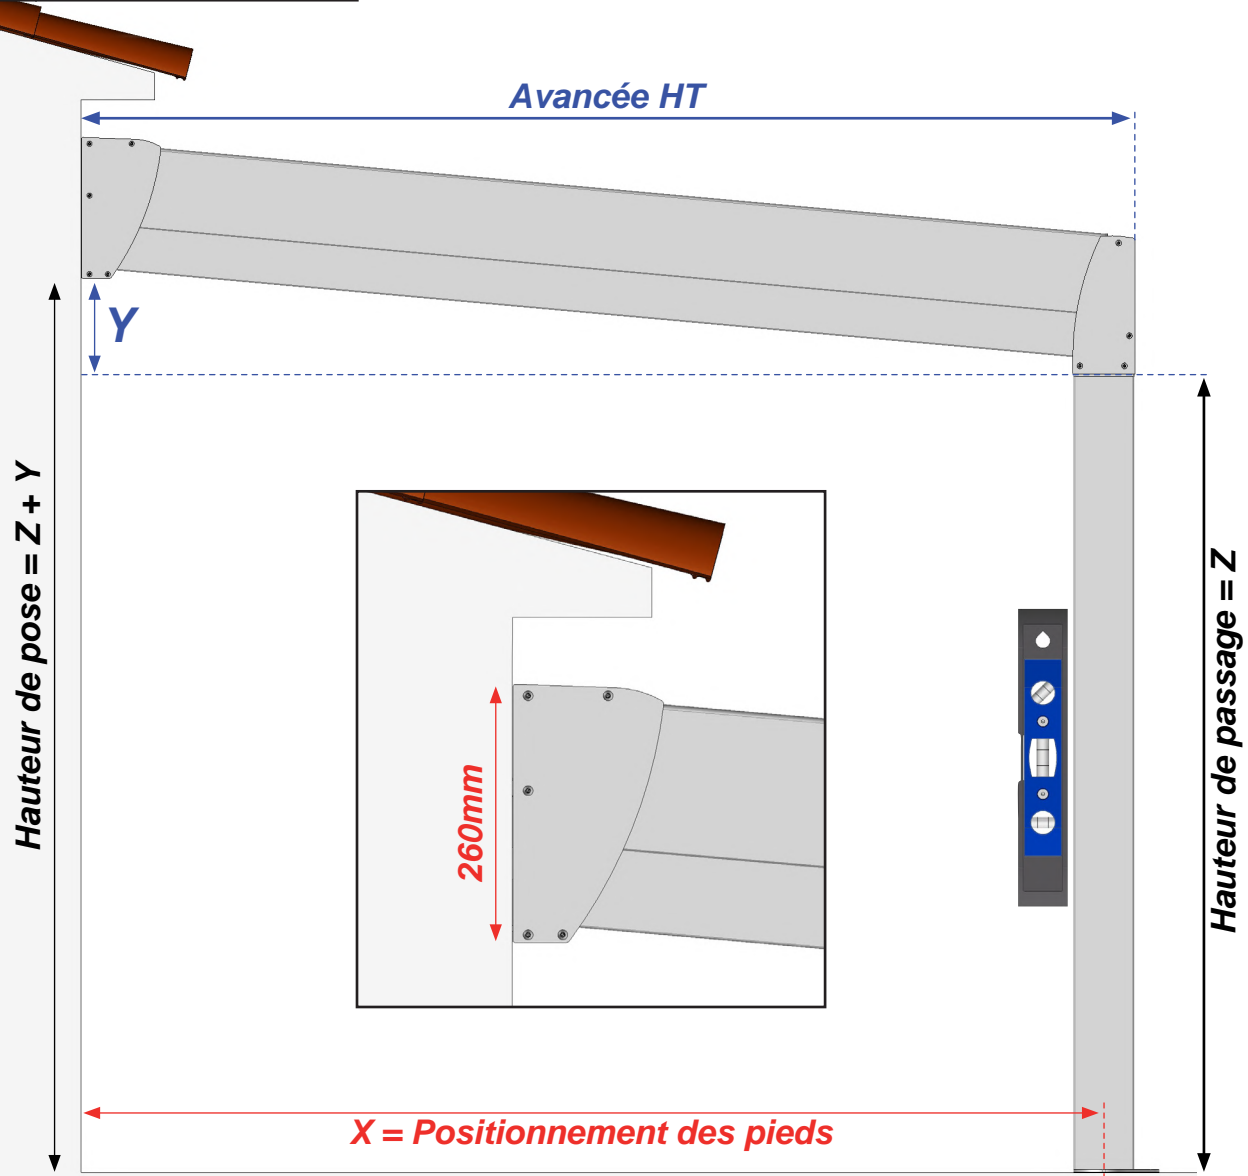 Avancée HT
Y
Hauteur de pose = Z + Y
Hauteur de passage = Z
260mm
X = Positionnement des pieds